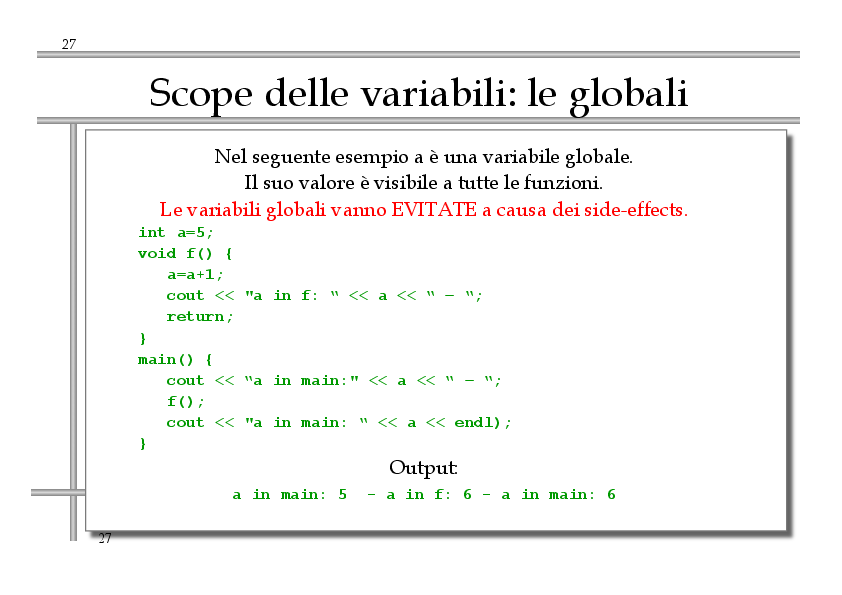 27
Scope delle variabili: le globali
Nel seguente esempio a è una variabile globale.
Il suo valore è visibile a tutte le funzioni.
Le variabili globali vanno EVITATE a causa dei side-effects.
int a=5;
void f() {
a=a+1;
cout << "a in f: “ << a << “ – “;
return;
}
main() {
cout << “a in main:" << a << “ – “;
f();
cout << "a in main: “ << a << endl);
}
Output:
a in main: 5  – a in f: 6 – a in main: 6
27